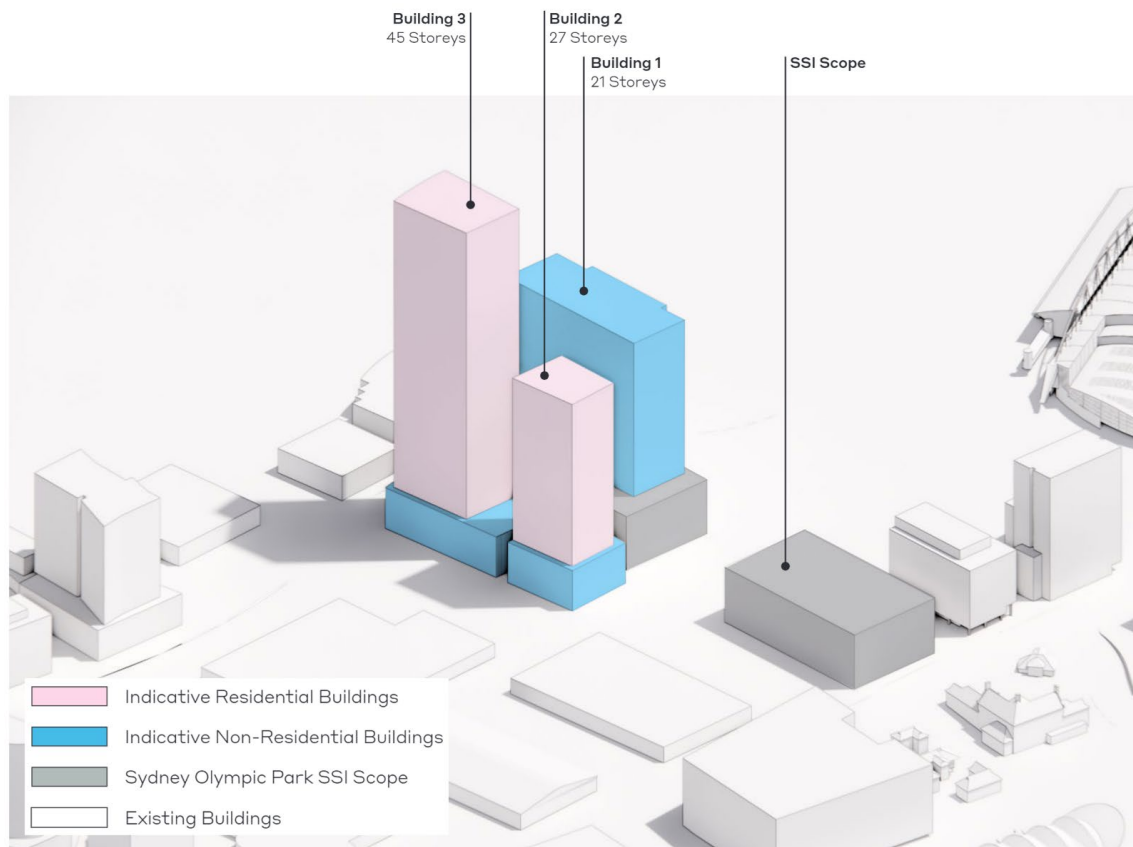 Building 3
45 Storeys
Building 2
27 Storeys
Building 1
21 Storeys
SSI Scope
Indicative Residential Buildings
Indicative Non-Residential Buildings
Sydney Olympic Park SSI Scope
Existing Buildings